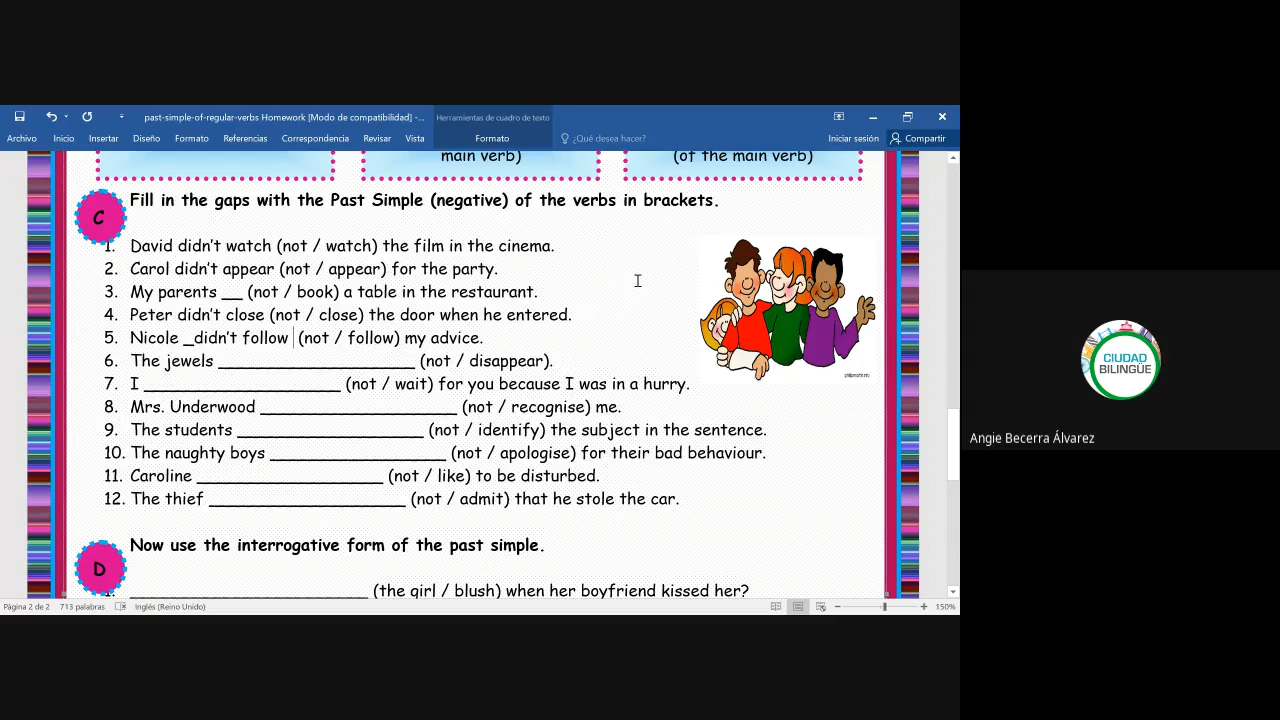 past-simple-of-regular-verbs Homework [Modo de compatibilidad] -...
Herramientas de cuadro de texto
Archivo Inicio Insertar Diseño Formato Referencias Correspondencia Revisar Vista Formato ¿Qué desea hacer? Iniciar sesión Compartir
main verb) (of the main verb)
C Fill in the gaps with the Past Simple (negative) of the verbs in brackets.
1. David didn't watch (not / watch) the film in the cinema.
2. Carol didn't appear (not / appear) for the party.
3. My parents __ (not / book) a table in the restaurant.
4. Peter didn't close (not / close) the door when he entered.
5. Nicole _didn't follow (not / follow) my advice.
6. The jewels ____________________ (not / disappear).
7. I ____________________ (not / wait) for you because I was in a hurry.
8. Mrs. Underwood ____________________ (not / recognise) me.
9. The students ___________________ (not / identify) the subject in the sentence.
10. The naughty boys __________________ (not / apologise) for their bad behaviour.
11. Caroline ___________________ (not / like) to be disturbed.
12. The thief ____________________ (not / admit) that he stole the car.
D Now use the interrogative form of the past simple.
1. ________________________ (the girl / blush) when her boyfriend kissed her?
Página 2 de 2 713 palabras Inglés (Reino Unido) 150%
CIUDAD
BILINGÜE
Angie Becerra Álvarez